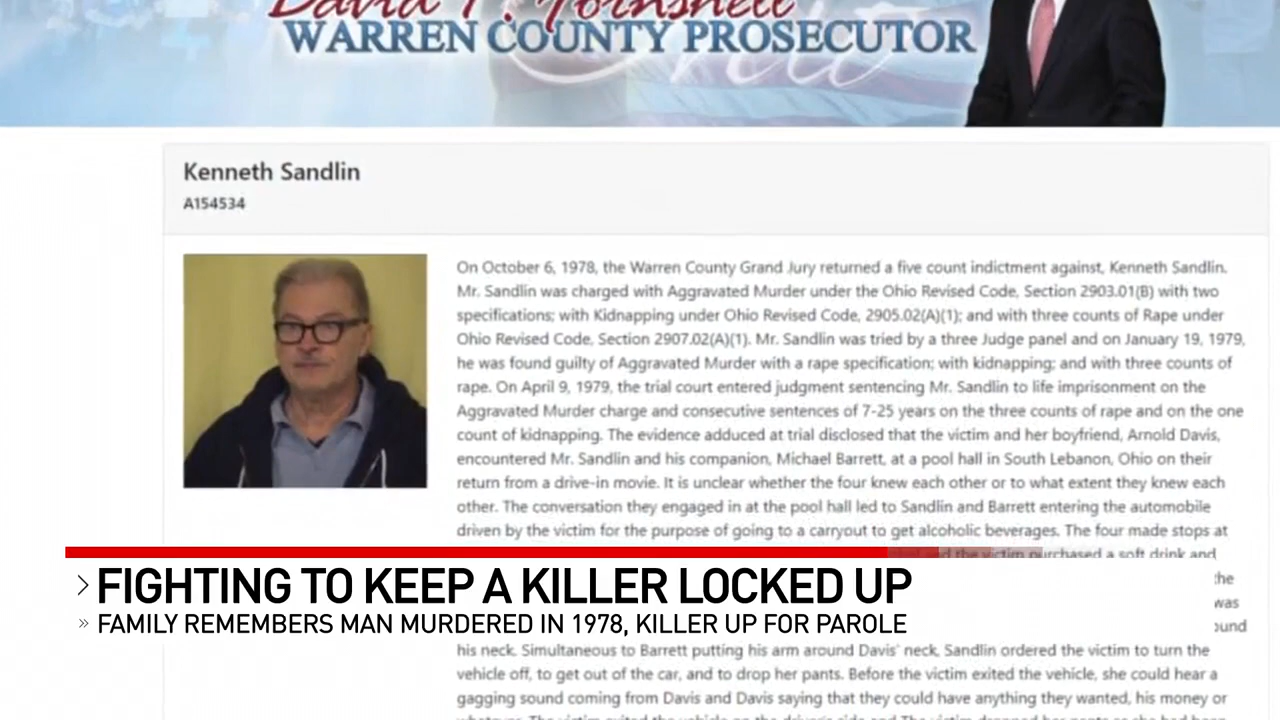 David P. Fornshell
WARREN COUNTY PROSECUTOR
Kenneth Sandlin
A154534
On October 6, 1978, the Warren County Grand Jury returned a five count indictment against, Kenneth Sandlin.
Mr. Sandlin was charged with Aggravated Murder under the Ohio Revised Code, Section 2903.01(B) with two
specifications; with Kidnapping under Ohio Revised Code, 2905.02(A)(1); and with three counts of Rape under
Ohio Revised Code, Section 2907.02(A)(1). Mr. Sandlin was tried by a three Judge panel and on January 19, 1979,
he was found guilty of Aggravated Murder with a rape specification; with kidnapping; and with three counts of
rape. On April 9, 1979, the trial court entered judgment sentencing Mr. Sandlin to life imprisonment on the
Aggravated Murder charge and consecutive sentences of 7-25 years on the three counts of rape and on the one
count of kidnapping. The evidence adduced at trial disclosed that the victim and her boyfriend, Arnold Davis,
encountered Mr. Sandlin and his companion, Michael Barrett, at a pool hall in South Lebanon, Ohio on their
return from a drive-in movie. It is unclear whether the four knew each other or to what extent they knew each
other. The conversation they engaged in at the pool hall led to Sandlin and Barrett entering the automobile
driven by the victim for the purpose of going to a carryout to get alcoholic beverages. The four made stops at
and the victim purchased a soft drink and
FIGHTING TO KEEP A KILLER LOCKED UP
the
was
FAMILY REMEMBERS MAN MURDERED IN 1978, KILLER UP FOR PAROLE
his neck. Simultaneous to Barrett putting his arm around Davis' neck, Sandlin ordered the victim to turn the
vehicle off, to get out of the car, and to drop her pants. Before the victim exited the vehicle, she could hear a
gagging sound coming from Davis and Davis saying that they could have anything they wanted, his money or